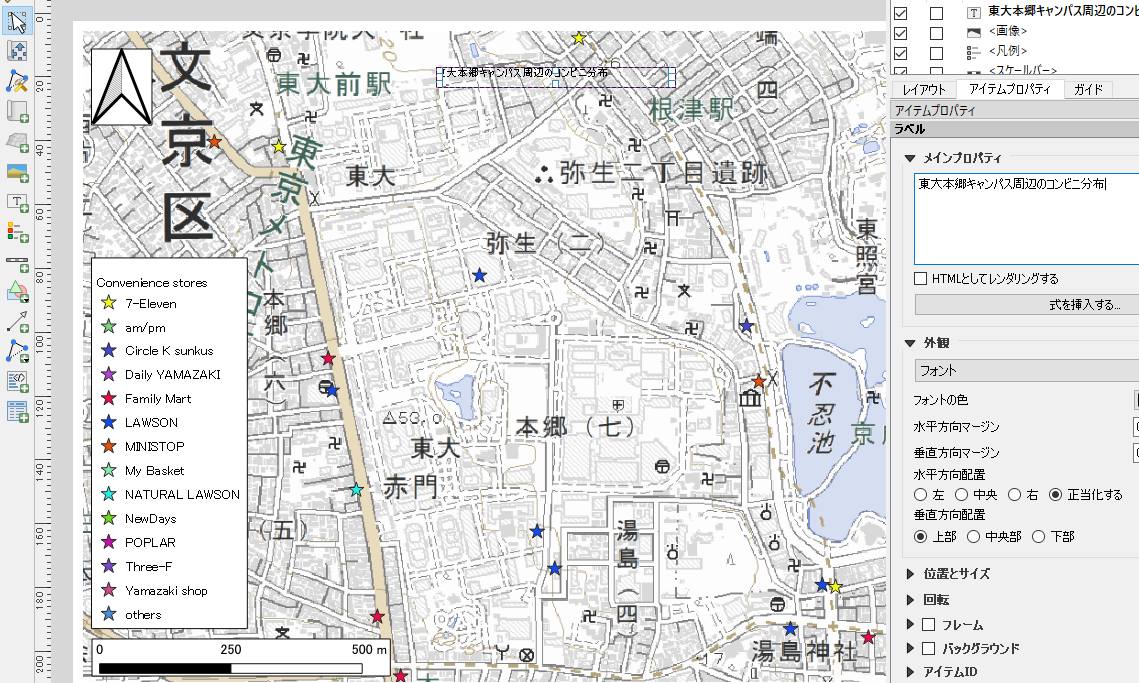 東大本郷キャンパス周辺のコンビ
<画像>
<凡例>
<スケールバー>
レイアウト アイテムプロパティ ガイド
アイテムプロパティ
ラベル
メインプロパティ
東大本郷キャンパス周辺のコンビニ分布
HTMLとしてレンダリングする
式を挿入する...
外観
フォント
フォントの色
水平方向マージン
垂直方向マージン
水平方向配置
左 中央 右 正当化する
垂直方向配置
上部 中央部 下部
位置とサイズ
回転
フレーム
バックグラウンド
アイテムID
0
20
40
60
80
100
120
140
160
180
200
大本郷キャンパス周辺のコンビニ分布
文京区
東大前駅
根津駅
東京メトロ
東大
弥生二丁目遺跡
弥生(二)
東照宮
本郷
六
四
不忍池
53.0
本郷(七)
東大
赤門
(五)
湯島(四)
湯島神社
Convenience stores
7-Eleven
am/pm
Circle K sunkus
Daily YAMAZAKI
Family Mart
LAWSON
MINISTOP
My Basket
NATURAL LAWSON
NewDays
POPLAR
Three-F
Yamazaki shop
others
0 250 500 m